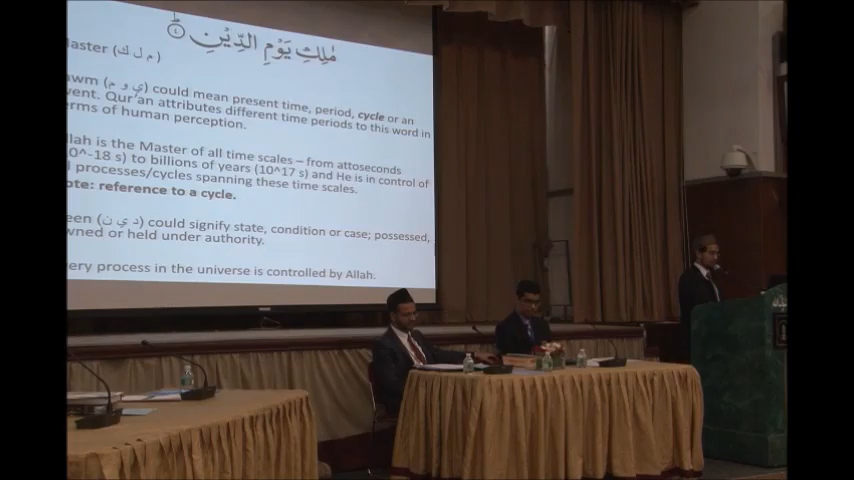 مٰلِكِ يَوْمِ الدِّيْنِ ۴
aster (م ل ك)
awm (ي و م) could mean present time, period, cycle or an
vent. Qur'an attributes different time periods to this word in
erms of human perception.
llah is the Master of all time scales – from attoseconds
0^-18 s) to billions of years (10^17 s) and He is in control of
processes/cycles spanning these time scales.
ote: reference to a cycle.
een (د ي ن) could signify state, condition or case; possessed,
wned or held under authority.
ery process in the universe is controlled by Allah.